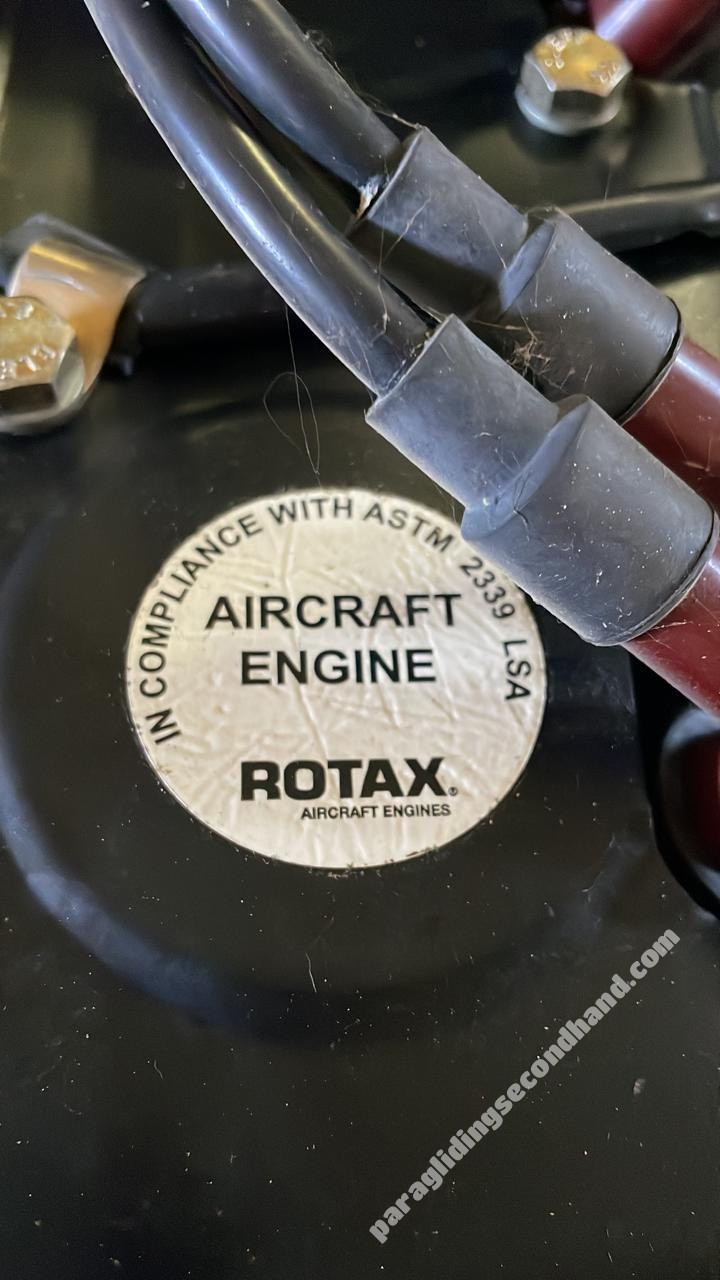 IN COMPLIANCE WITH ASTM 2339 LSA
AIRCRAFT
ENGINE
ROTAX®
AIRCRAFT ENGINES
paraglidingsecondhand.com